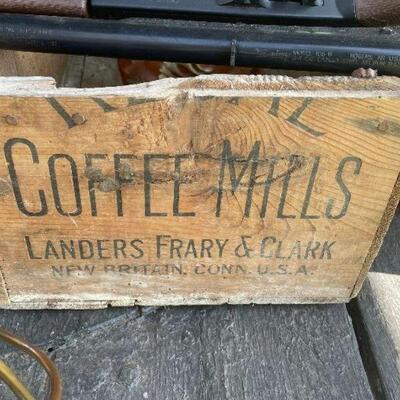 COFFEE MILLS
LANDERS FRARY & CLARK
NEW BRITAIN, CONN. U.S.A.